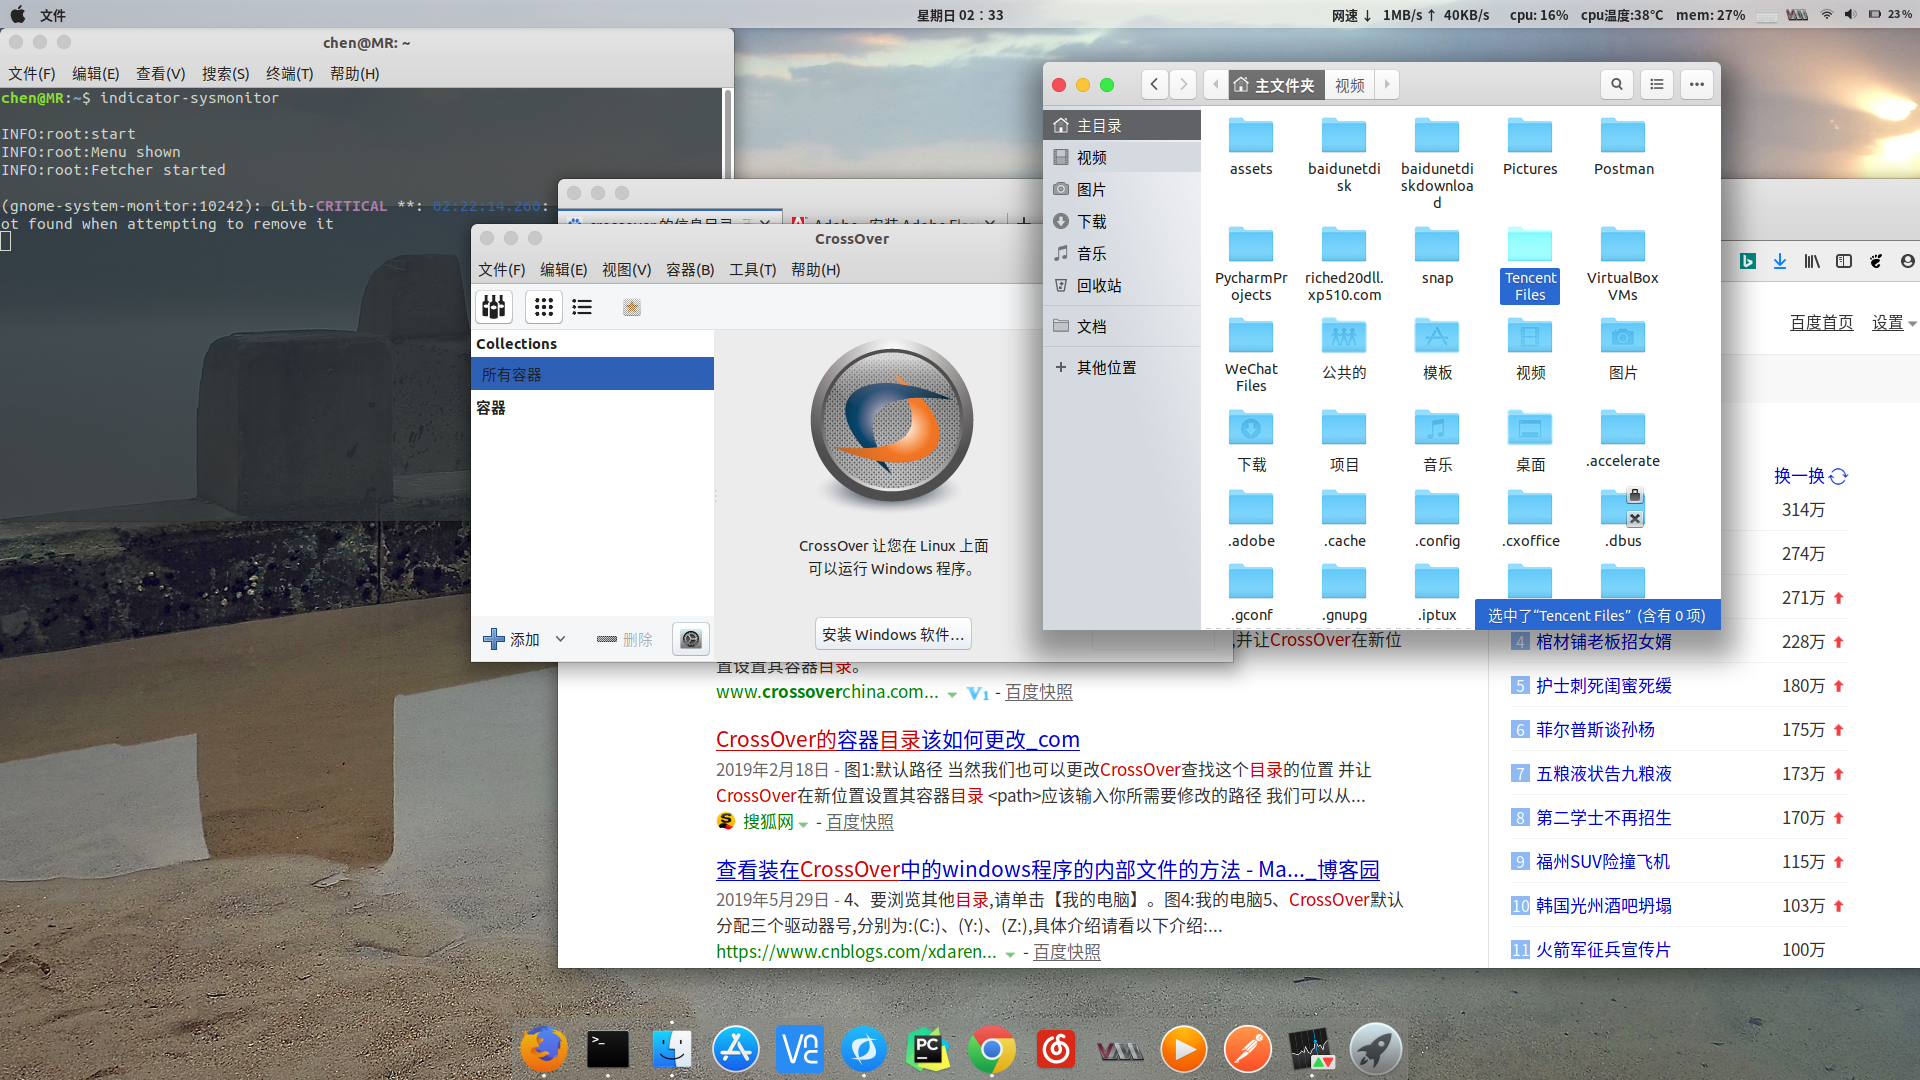 文件
星期日 02：33
网速 ↓ 1MB/s ↑ 40KB/s cpu: 16% cpu温度:38℃ mem: 27%
23%
chen@MR: ~
文件(F) 编辑(E) 查看(V) 搜索(S) 终端(T) 帮助(H)
chen@MR:~$ indicator-sysmonitor
INFO:root:start
INFO:root:Menu shown
INFO:root:Fetcher started
(gnome-system-monitor:10242): GLib-CRITICAL **: 02:22:14.260:
ot found when attempting to remove it
CrossOver
文件(F) 编辑(E) 视图(V) 容器(B) 工具(T) 帮助(H)
Collections
所有容器
容器
CrossOver 让您在 Linux 上面
可以运行 Windows 程序。
安装 Windows 软件...
添加
删除
主文件夹 视频
主目录
视频
图片
下载
音乐
回收站
文档
其他位置
assets
baidunetdi
sk
baidunetdi
skdownloa
d
Pictures
Postman
PycharmPr
ojects
riched20dll.
xp510.com
snap
Tencent
Files
VirtualBox
VMs
WeChat
Files
公共的
模板
视频
图片
下载
项目
音乐
桌面
.accelerate
.adobe
.cache
.config
.cxoffice
.dbus
.gconf
.gnupg
.iptux
选中了“Tencent Files” (含有 0 项)
百度首页 设置
换一换
314万
274万
271万
4 棺材铺老板招女婿 228万
5 护士刺死闺蜜死缓 180万
6 菲尔普斯谈孙杨 175万
7 五粮液状告九粮液 173万
8 第二学士不再招生 170万
9 福州SUV险撞飞机 115万
10 韩国光州酒吧坍塌 103万
11 火箭军征兵宣传片 100万
并让CrossOver在新位
置设置其容器目录。
www.crossoverchina.com... V1 - 百度快照
CrossOver的容器目录该如何更改_com
2019年2月18日 - 图1:默认路径 当然我们也可以更改CrossOver查找这个目录的位置 并让
CrossOver在新位置设置其容器目录 <path>应该输入你所需要修改的路径 我们可以从...
搜狐网 - 百度快照
查看装在CrossOver中的windows程序的内部文件的方法 - Ma..._博客园
2019年5月29日 - 4、要浏览其他目录,请单击【我的电脑】。图4:我的电脑5、CrossOver默认
分配三个驱动器号,分别为:(C:)、(Y:)、(Z:),具体介绍请看以下介绍:...
https://www.cnblogs.com/xdaren... - 百度快照